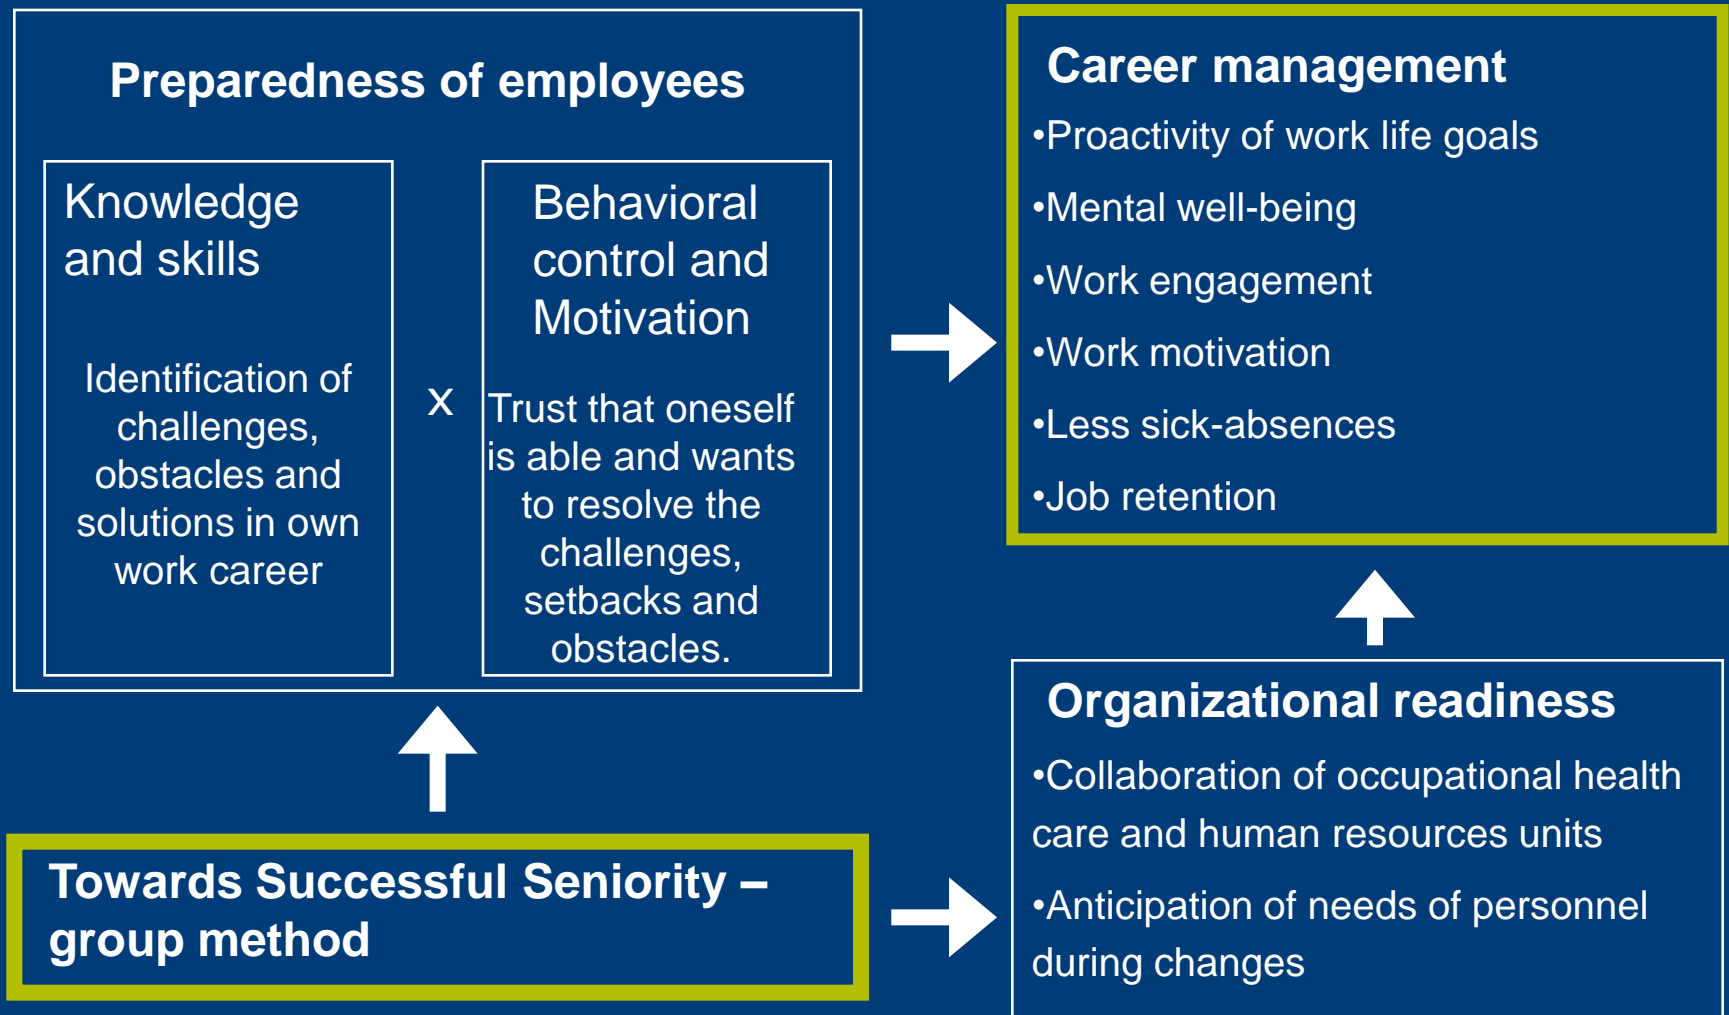 Preparedness of employees
Knowledge
and skills
Identification of
challenges,
obstacles and
solutions in own
work career
x
Behavioral
control and
Motivation
Trust that oneself
is able and wants
to resolve the
challenges,
setbacks and
obstacles.
Career management
•Proactivity of work life goals
•Mental well-being
•Work engagement
•Work motivation
•Less sick-absences
•Job retention
Towards Successful Seniority –
group method
Organizational readiness
•Collaboration of occupational health
care and human resources units
•Anticipation of needs of personnel
during changes